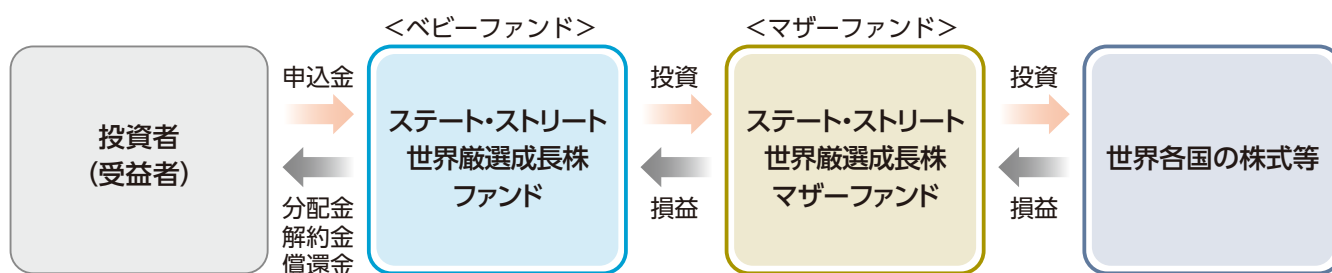 <ベビーファンド>
<マザーファンド>
投資者
(受益者)
申込金
分配金
解約金
償還金
ステート・ストリート
世界厳選成長株
ファンド
投資
損益
ステート・ストリート
世界厳選成長株
マザーファンド
投資
損益
世界各国の株式等